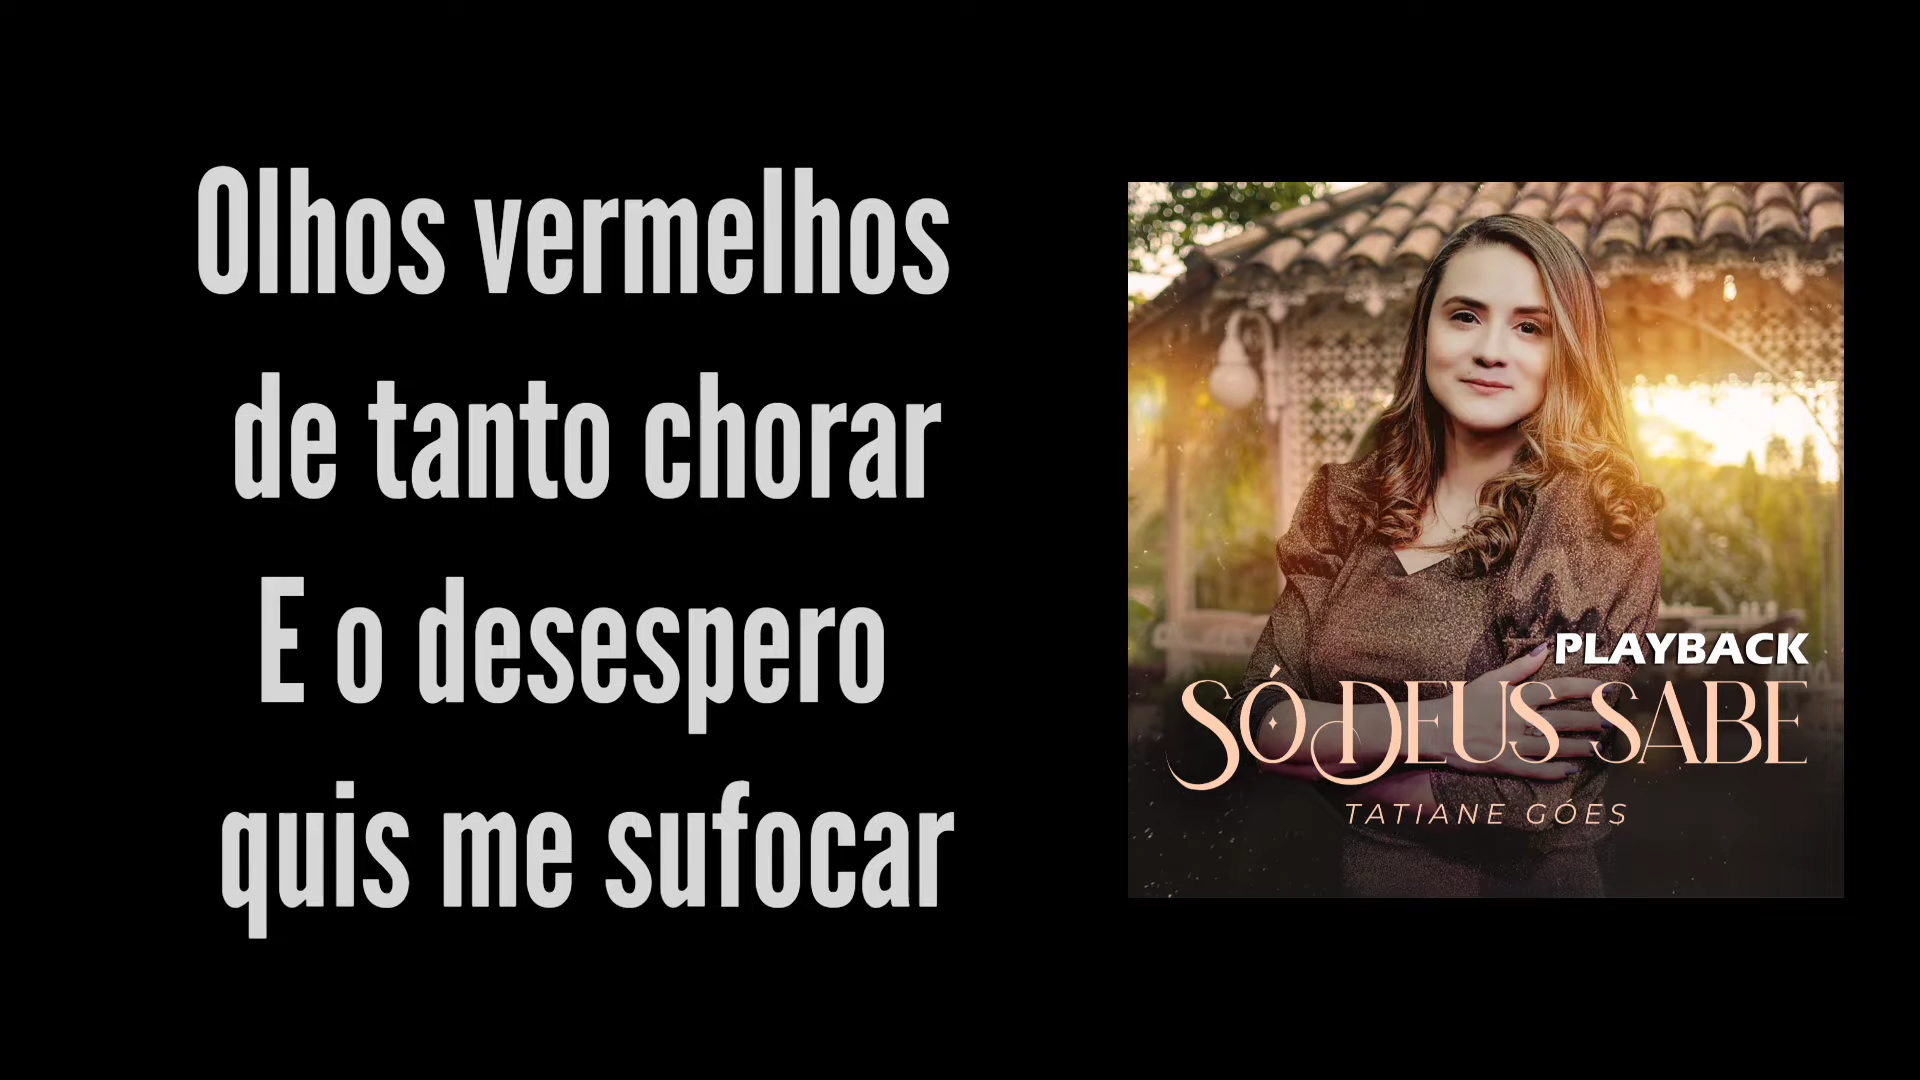 Olhos vermelhos
de tanto chorar
E o desespero
quis me sufocar
PLAYBACK
SÓ DEUS SABE
TATIANE GÓES